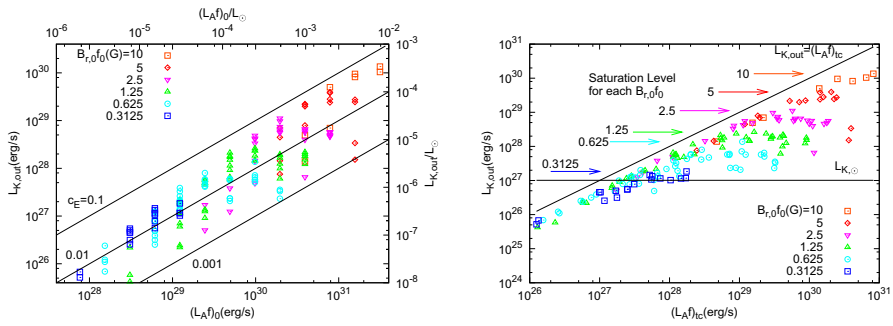 (L_A f)_0/L_☉
10^-6 10^-5 10^-4 10^-3 10^-2
B_r,0f_0(G)=10
5
2.5
1.25
0.625
0.3125
c_E=0.1
0.01
0.001
L_K,out(erg/s)
10^30
10^29
10^28
10^27
10^26
L_K,out/L_☉
10^-3
10^-4
10^-5
10^-6
10^-7
10^-8
10^28 10^29 10^30 10^31
(L_A f)_0(erg/s)
L_K,out=(L_A f)_tc
Saturation Level
for each B_r,0f_0
10
5
2.5
1.25
0.625
0.3125
L_K,☉
B_r,0f_0(G)=10
5
2.5
1.25
0.625
0.3125
L_K,out(erg/s)
10^31
10^30
10^29
10^28
10^27
10^26
10^25
10^24
10^26 10^27 10^28 10^29 10^30 10^31
(L_A f)_tc(erg/s)